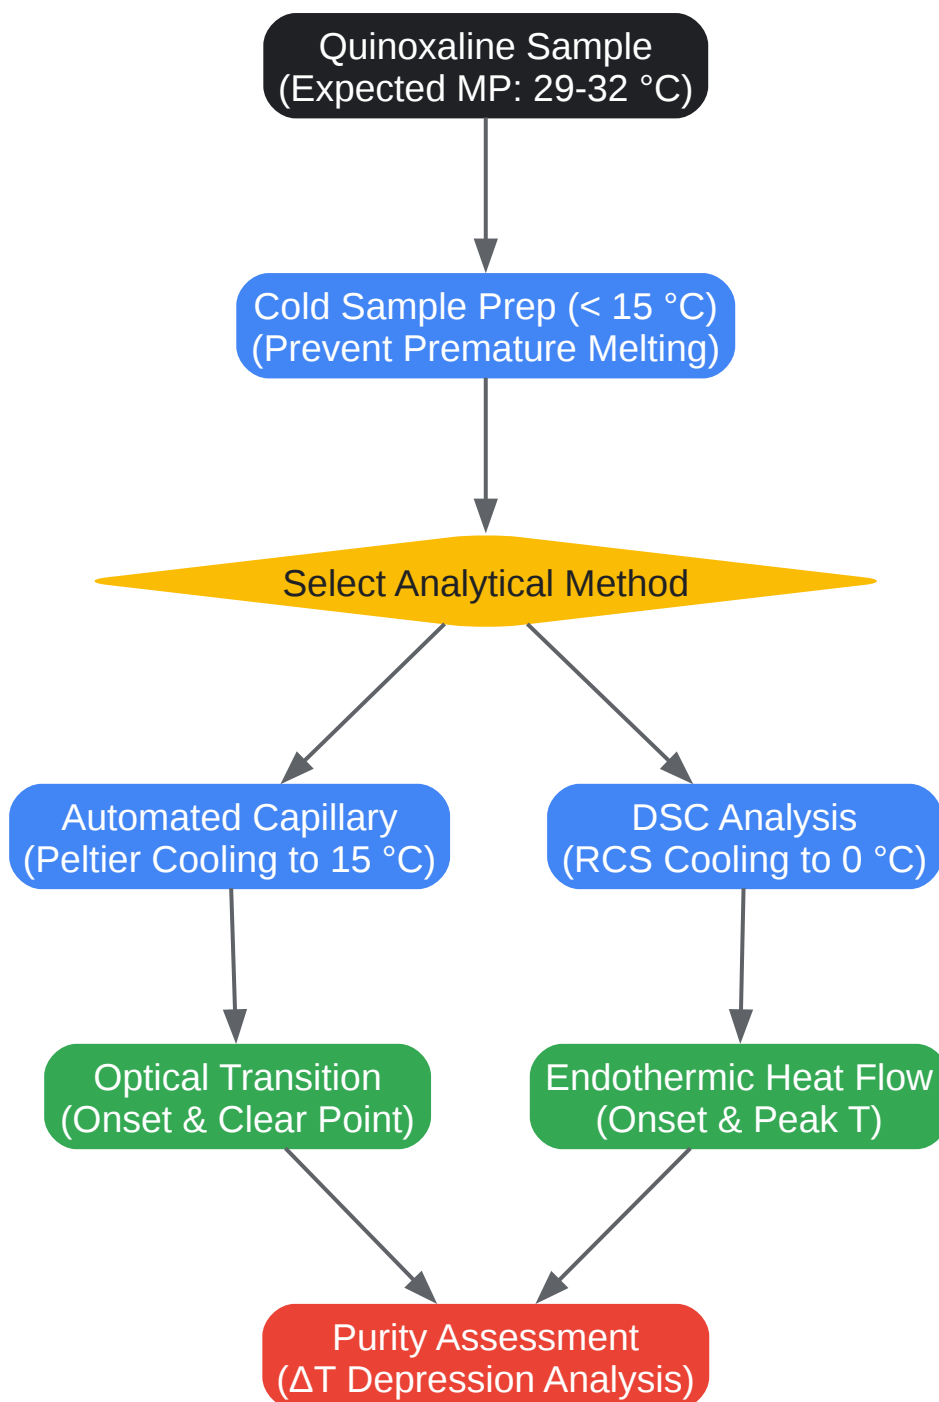 Quinoxaline Sample
(Expected MP: 29-32 °C)
Cold Sample Prep (< 15 °C)
(Prevent Premature Melting)
Select Analytical Method
Automated Capillary
(Peltier Cooling to 15 °C)
DSC Analysis
(RCS Cooling to 0 °C)
Optical Transition
(Onset & Clear Point)
Endothermic Heat Flow
(Onset & Peak T)
Purity Assessment
(ΔT Depression Analysis)